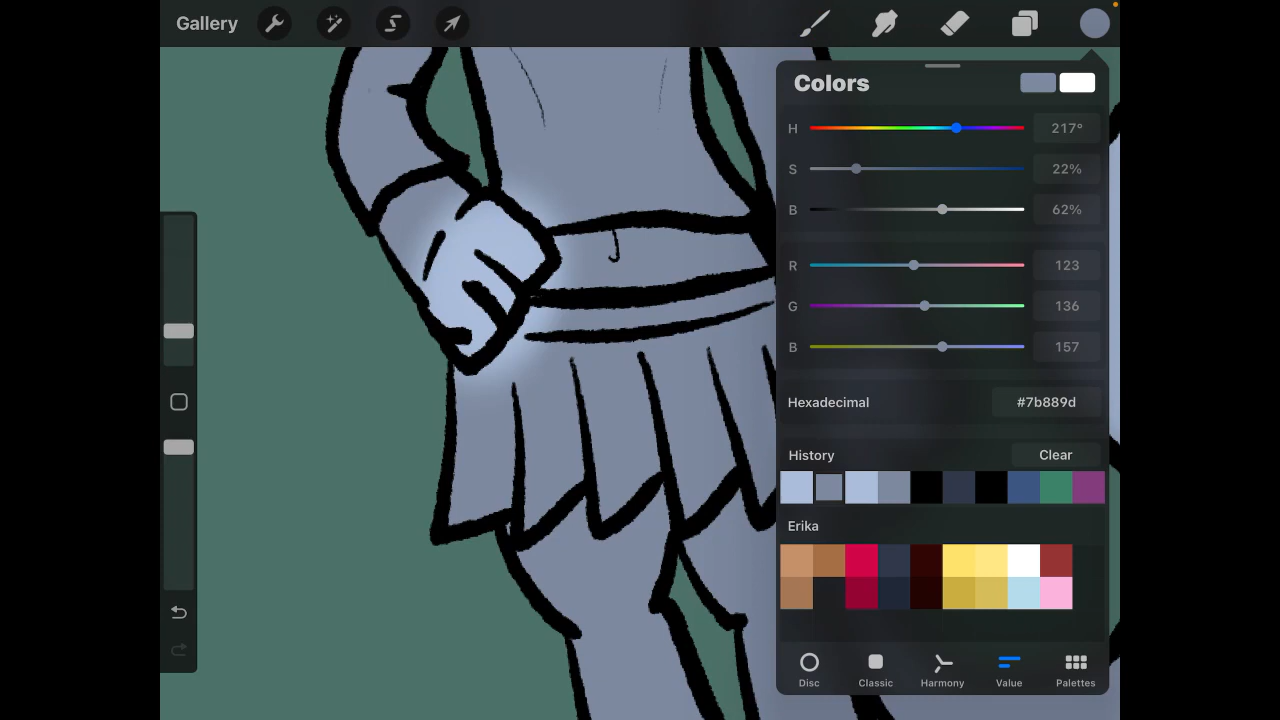 Gallery
Colors
H 217°
S 22%
B 62%
R 123
G 136
B 157
Hexadecimal #7b889d
History Clear
Erika
Disc Classic Harmony Value Palettes